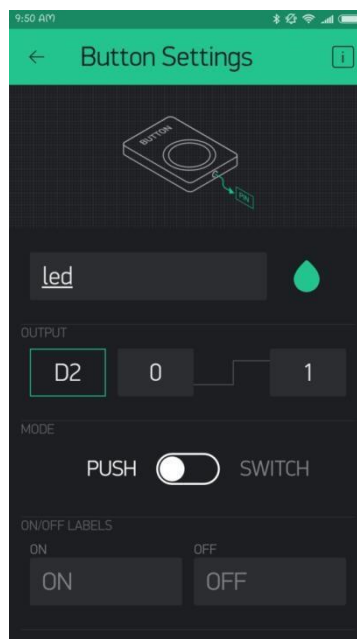 9:50 AM
← Button Settings i
BUTTON
PIN
led
OUTPUT
D2 0 1
MODE
PUSH SWITCH
ON/OFF LABELS
ON OFF
ON OFF